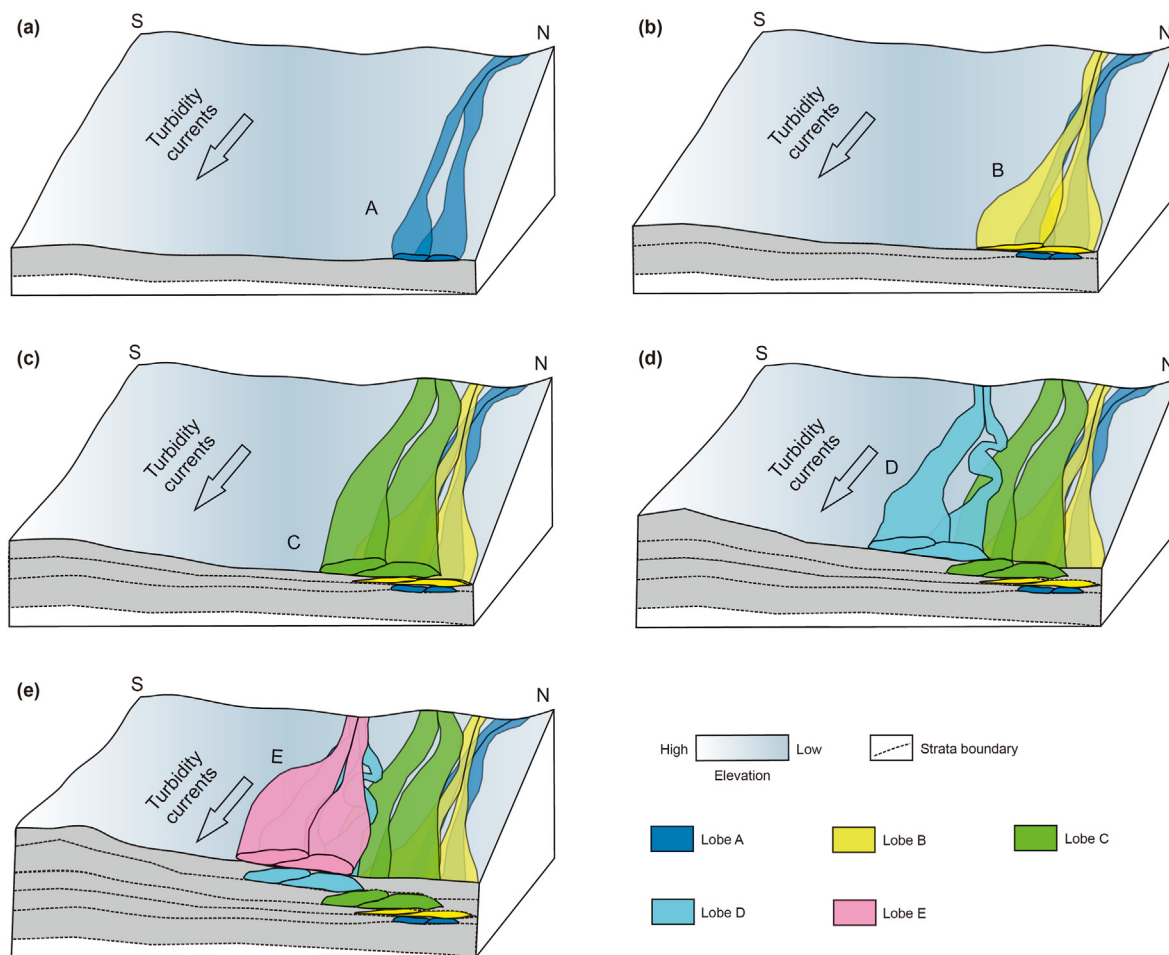 (a)
S
N
Turbidity
currents
A
(b)
S
N
Turbidity
currents
B
(c)
S
N
Turbidity
currents
C
(d)
S
N
Turbidity
currents
D
(e)
S
N
Turbidity
currents
E
High
Low
Elevation
Strata boundary
Lobe A
Lobe B
Lobe C
Lobe D
Lobe E